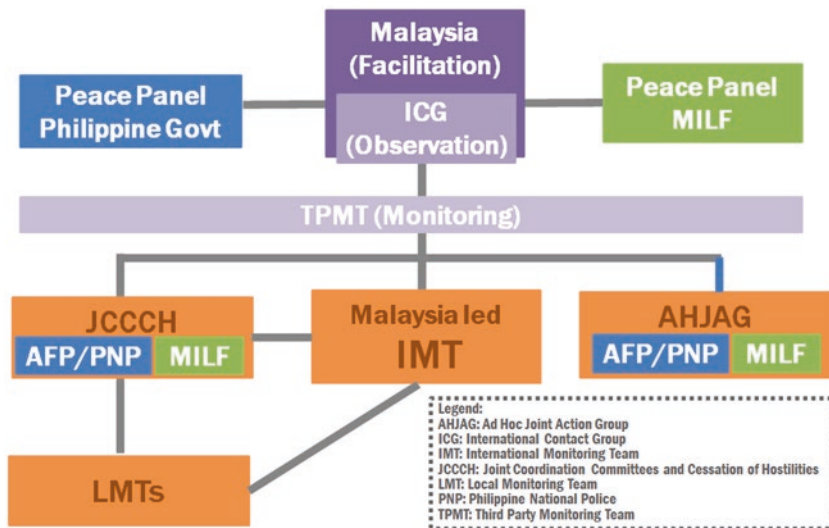 Malaysia
(Facilitation)
ICG
(Observation)
Peace Panel
Philippine Govt
Peace Panel
MILF
TPMT (Monitoring)
JCCCH
AFP/PNP MILF
Malaysia led
IMT
AHJAG
AFP/PNP MILF
LMTs
Legend:
AHJAG: Ad Hoc Joint Action Group
ICG: International Contact Group
IMT: International Monitoring Team
JCCCH: Joint Coordination Committees and Cessation of Hostilities
LMT: Local Monitoring Team
PNP: Philippine National Police
TPMT: Third Party Monitoring Team